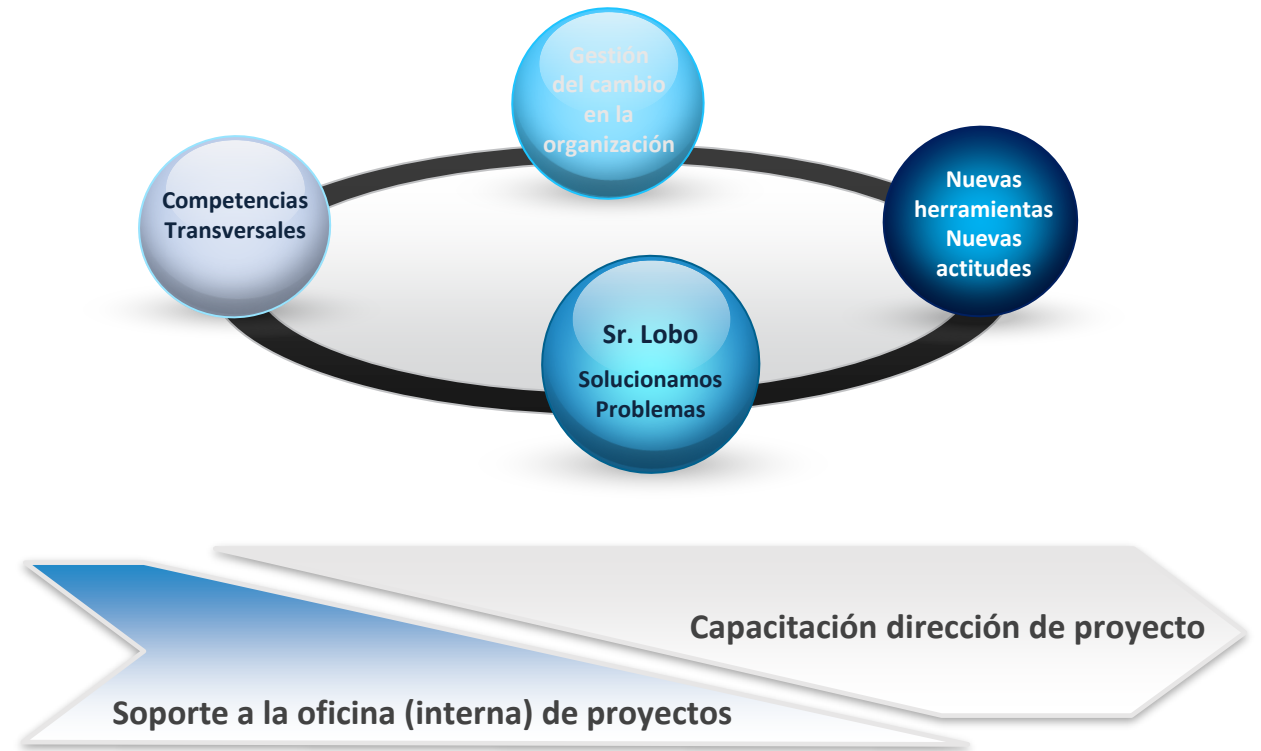 Gestión
del cambio
en la
organización
Competencias
Transversales
Nuevas
herramientas
Nuevas
actitudes
Sr. Lobo
Solucionamos
Problemas
Capacitación dirección de proyecto
Soporte a la oficina (interna) de proyectos